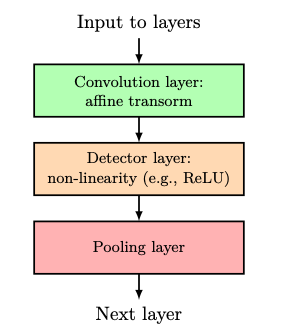 Input to layers
Convolution layer:
affine transorm
Detector layer:
non-linearity (e.g., ReLU)
Pooling layer
Next layer